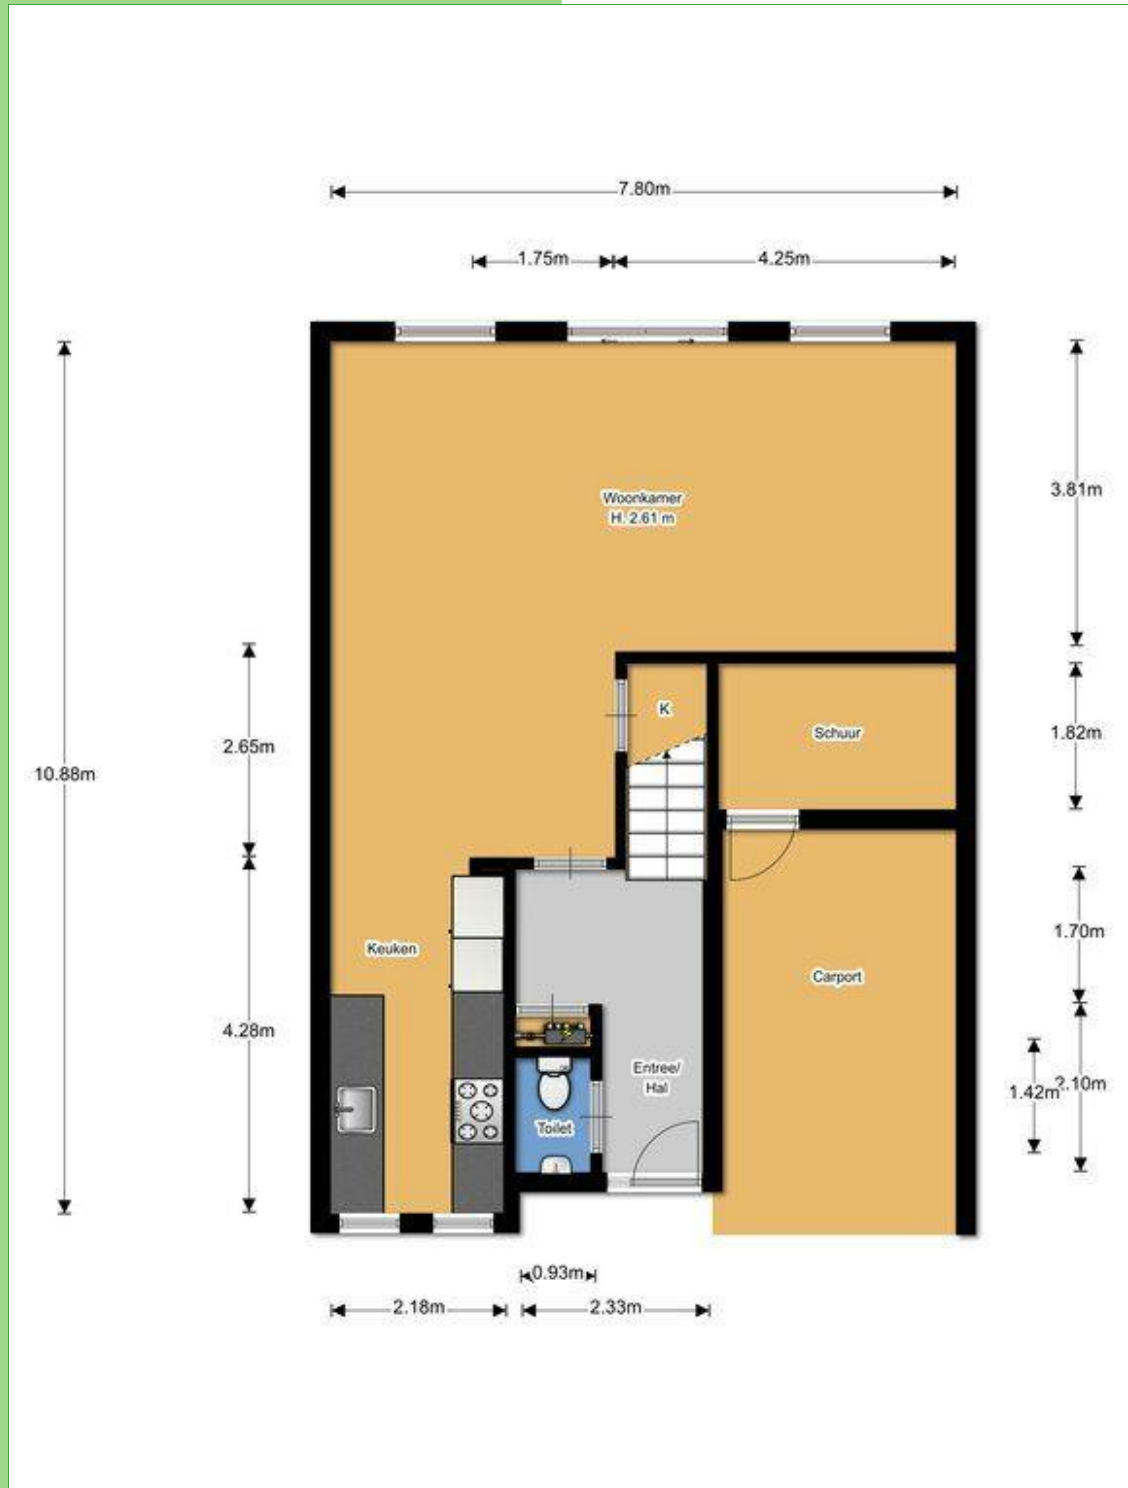 7.80m
1.75m
4.25m
Woonkamer
H. 2.61 m
3.81m
K
Schuur
1.82m
2.65m
10.88m
Keuken
Carport
1.70m
4.28m
Entree/
Hal
Toilet
1.42m
2.10m
0.93m
2.18m
2.33m